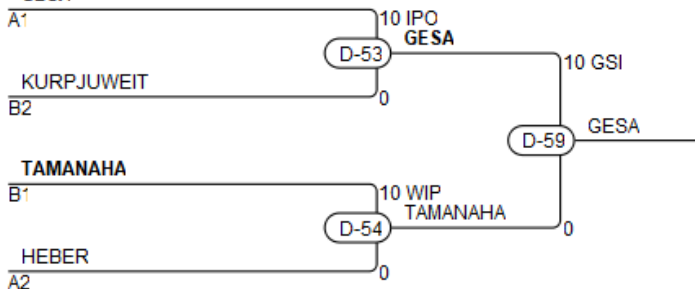 A1
10 IPO
GESA
D-53
10 GSI
KURPJUWEIT
0
B2
GESA
D-59
TAMANAHA
B1
10 WIP
TAMANAHA
D-54
0
HEBER
0
A2